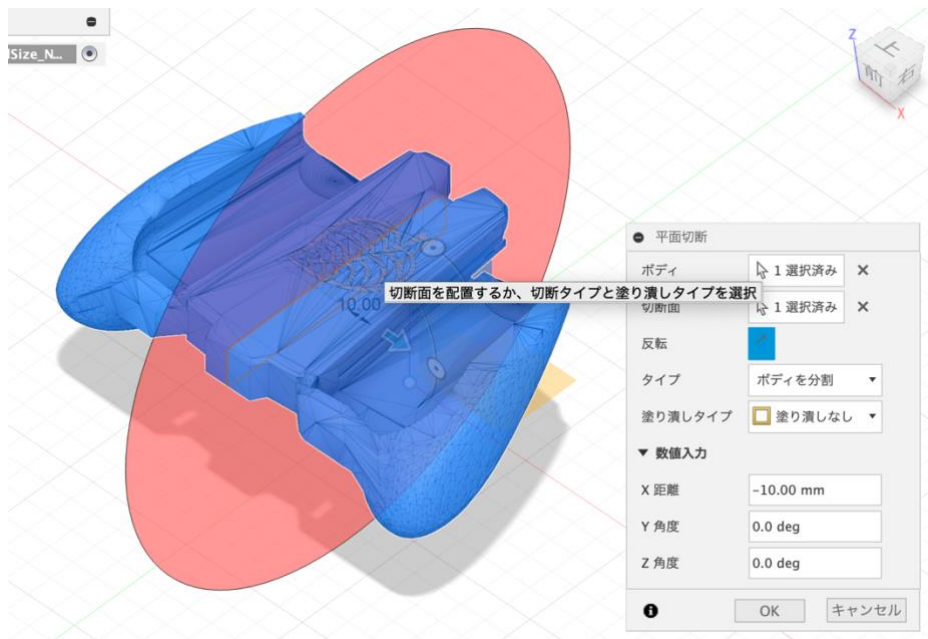 Size_N...
Z
上
前
右
X
平面切断
ボディ
1 選択済み
10.00
切断面を配置するか、切断タイプと塗り潰しタイプを選択
切断面
1 選択済み
反転
タイプ
ボディを分割
塗り潰しタイプ
塗り潰しなし
数値入力
X 距離
-10.00 mm
Y 角度
0.0 deg
Z 角度
0.0 deg
OK
キャンセル